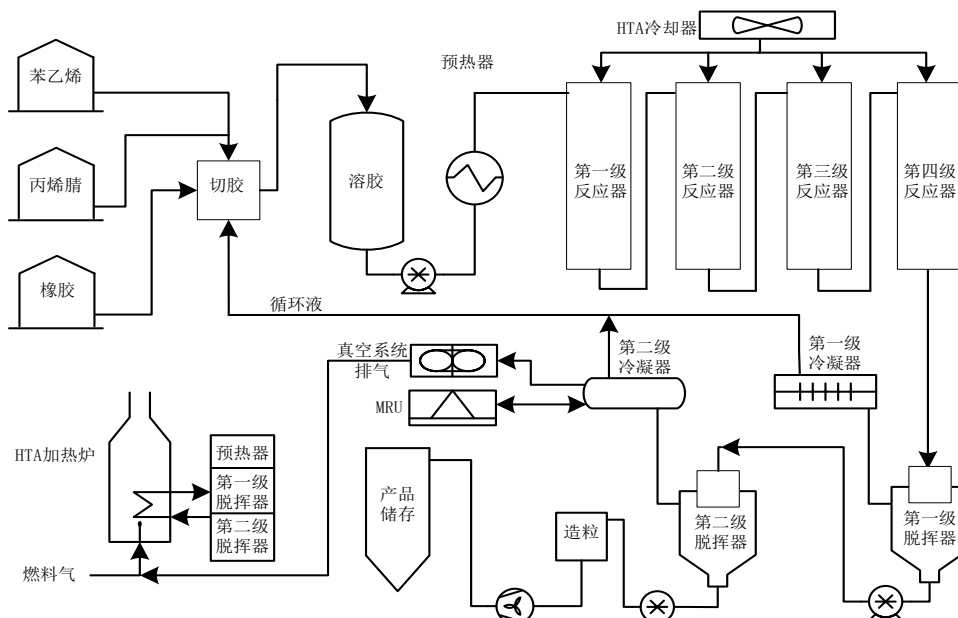 HTA冷却器
预热器
苯乙烯
丙烯腈
橡胶
切胶
溶胶
第一级
反应器
第二级
反应器
第三级
反应器
第四级
反应器
循环液
真空系统
排气
MRU
第二级
冷凝器
第一级
冷凝器
HTA加热炉
预热器
第一级
脱挥器
第二级
脱挥器
燃料气
产品
储存
造粒
第二级
脱挥器
第一级
脱挥器